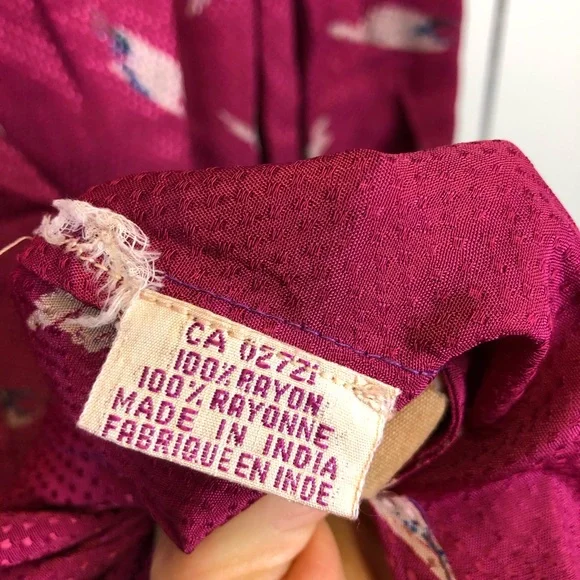 CA 02721
100% RAYON
100% RAYONNE
MADE IN INDIA
FABRIQUE EN INDE